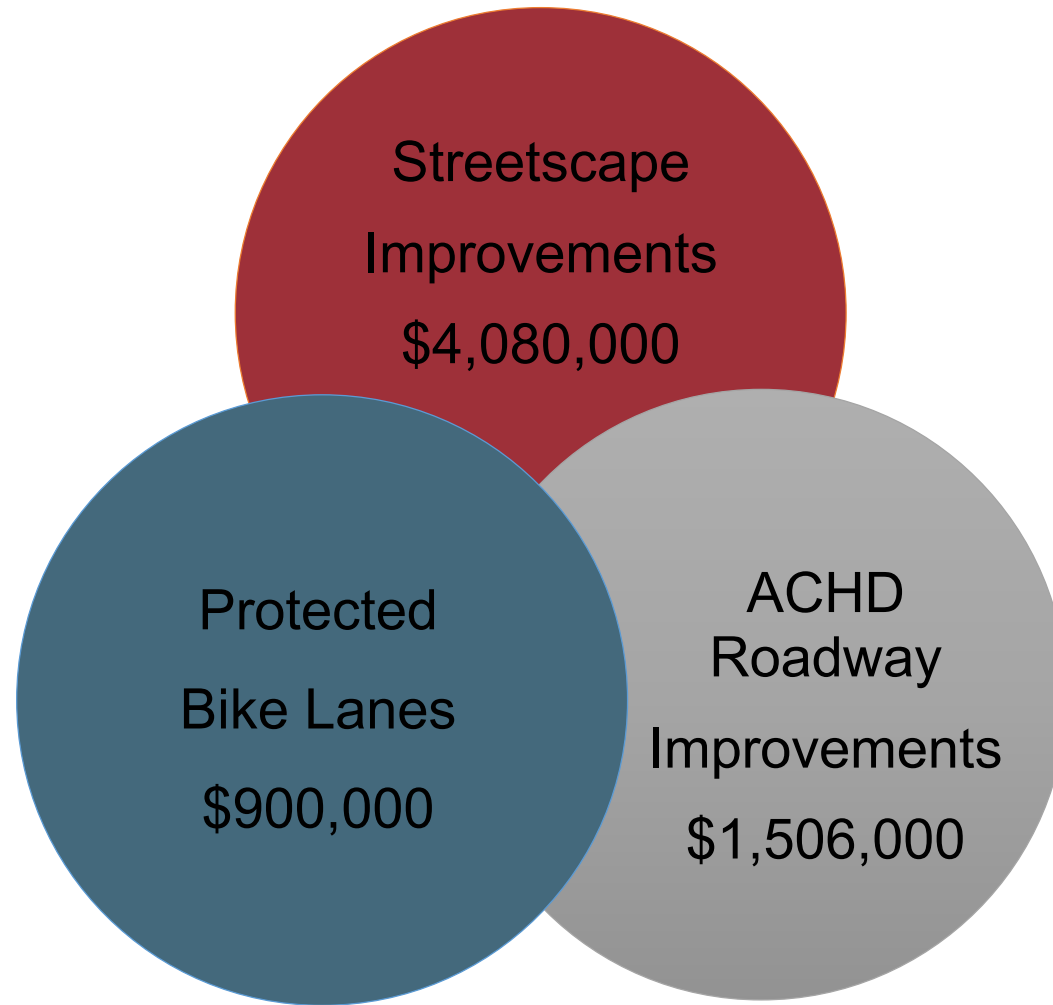 Streetscape
Improvements
$4,080,000
Protected
Bike Lanes
$900,000
ACHD
Roadway
Improvements
$1,506,000